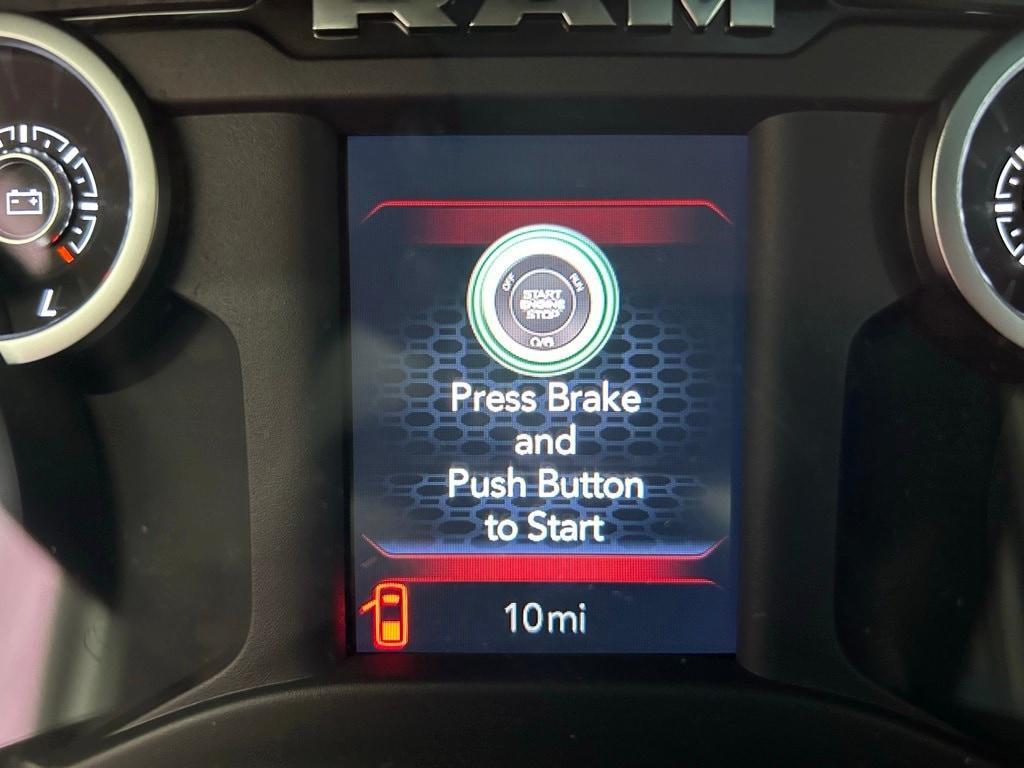 RAM
OFF
RUN
START
ENGINE
STOP
Press Brake
and
Push Button
to Start
10mi